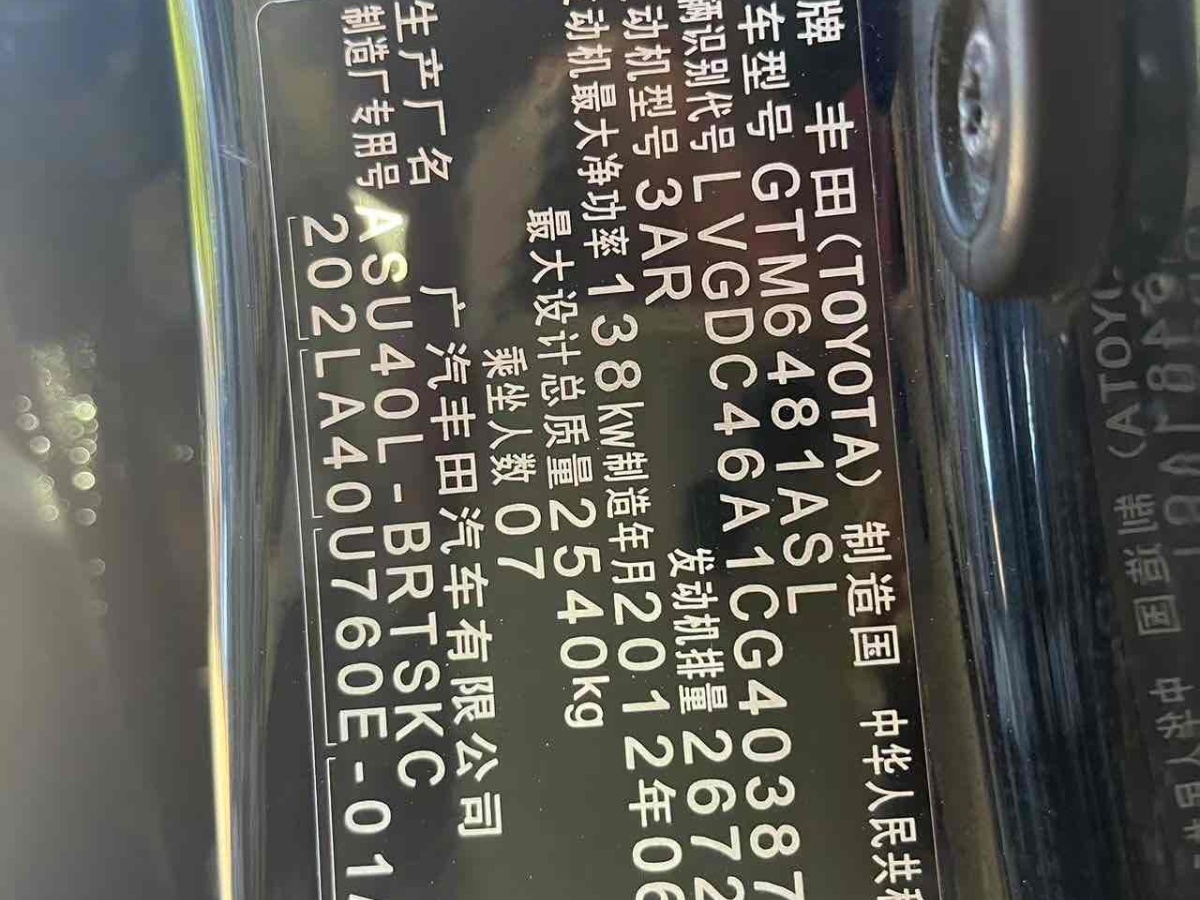 牌 丰田(TOYOTA) 制造国 中华人民共和
车型号 GTM6481ASL
辆识别代号 LVGDC46A1CG40387
发动机型号 3AR 发动机排量 2672
发动机最大净功率 138kW 制造年月 2012年06
最大设计总质量 2540kg
乘坐人数 07
生产厂名 广汽丰田汽车有限公司
制造厂专用号 ASU40L-BRTSKC
202LA40U760E-01A